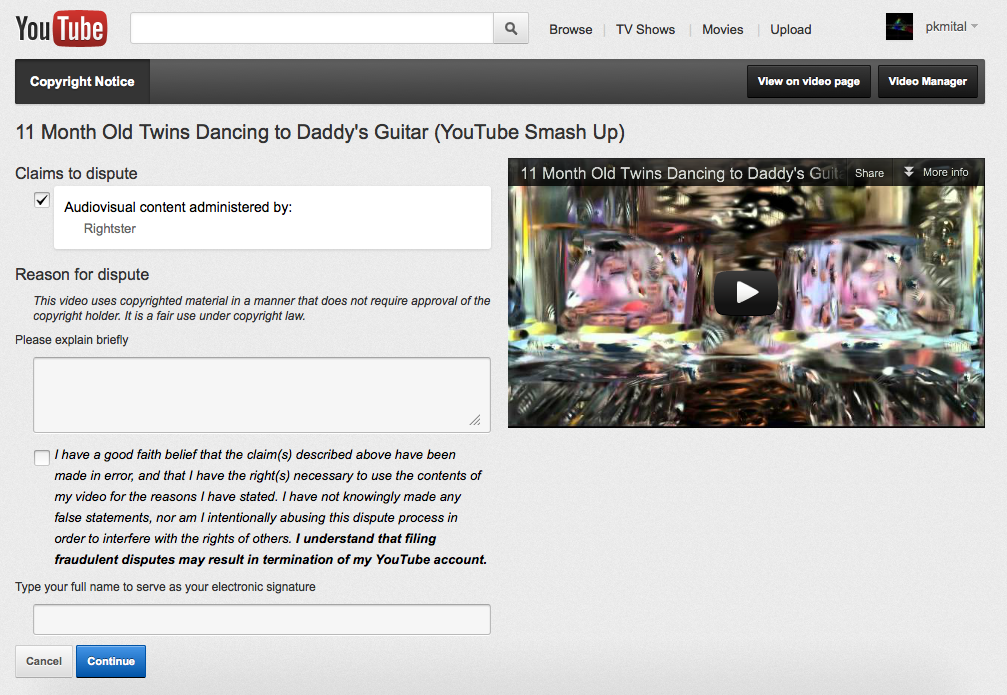 YouTube
Browse
TV Shows
Movies
Upload
pkmital
Copyright Notice
View on video page
Video Manager
11 Month Old Twins Dancing to Daddy's Guitar (YouTube Smash Up)
Claims to dispute
Audiovisual content administered by:
Rightster
Reason for dispute
This video uses copyrighted material in a manner that does not require approval of the
copyright holder. It is a fair use under copyright law.
Please explain briefly
I have a good faith belief that the claim(s) described above have been
made in error, and that I have the right(s) necessary to use the contents of
my video for the reasons I have stated. I have not knowingly made any
false statements, nor am I intentionally abusing this dispute process in
order to interfere with the rights of others. I understand that filing
fraudulent disputes may result in termination of my YouTube account.
Type your full name to serve as your electronic signature
Cancel
Continue
11 Month Old Twins Dancing to Daddy's Guit
Share
More info